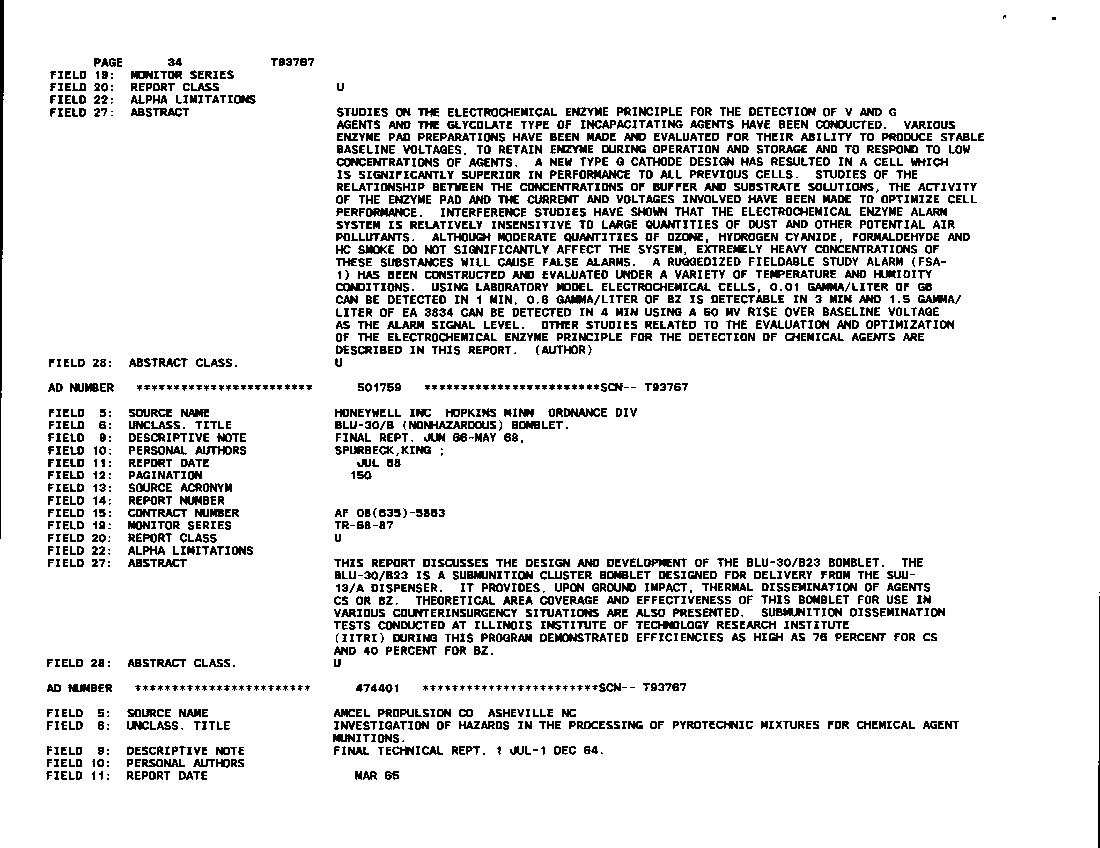 PAGE 34 T93767
FIELD 19: MONITOR SERIES
FIELD 20: REPORT CLASS U
FIELD 22: ALPHA LIMITATIONS
FIELD 27: ABSTRACT STUDIES ON THE ELECTROCHEMICAL ENZYME PRINCIPLE FOR THE DETECTION OF V AND G
AGENTS AND THE GLYCOLATE TYPE OF INCAPACITATING AGENTS HAVE BEEN CONDUCTED. VARIOUS
ENZYME PAD PREPARATIONS HAVE BEEN MADE AND EVALUATED FOR THEIR ABILITY TO PRODUCE STABLE
BASELINE VOLTAGES, TO RETAIN ENZYME DURING OPERATION AND STORAGE AND TO RESPOND TO LOW
CONCENTRATIONS OF AGENTS. A NEW TYPE G CATHODE DESIGN HAS RESULTED IN A CELL WHICH
IS SIGNIFICANTLY SUPERIOR IN PERFORMANCE TO ALL PREVIOUS CELLS. STUDIES OF THE
RELATIONSHIP BETWEEN THE CONCENTRATIONS OF BUFFER AND SUBSTRATE SOLUTIONS, THE ACTIVITY
OF THE ENZYME PAD AND THE CURRENT AND VOLTAGES INVOLVED HAVE BEEN MADE TO OPTIMIZE CELL
PERFORMANCE. INTERFERENCE STUDIES HAVE SHOWN THAT THE ELECTROCHEMICAL ENZYME ALARM
SYSTEM IS RELATIVELY INSENSITIVE TO LARGE QUANTITIES OF DUST AND OTHER POTENTIAL AIR
POLLUTANTS. ALTHOUGH MODERATE QUANTITIES OF OZONE, HYDROGEN CYANIDE, FORMALDEHYDE AND
HC SMOKE DO NOT SIGNIFICANTLY AFFECT THE SYSTEM, EXTREMELY HEAVY CONCENTRATIONS OF
THESE SUBSTANCES WILL CAUSE FALSE ALARMS. A RUGGEDIZED FIELDABLE STUDY ALARM (FSA-
1) HAS BEEN CONSTRUCTED AND EVALUATED UNDER A VARIETY OF TEMPERATURE AND HUMIDITY
CONDITIONS. USING LABORATORY MODEL ELECTROCHEMICAL CELLS, 0.01 GAMMA/LITER OF GB
CAN BE DETECTED IN 1 MIN, 0.6 GAMMA/LITER OF BZ IS DETECTABLE IN 3 MIN AND 1.5 GAMMA/
LITER OF EA 3834 CAN BE DETECTED IN 4 MIN USING A 50 MV RISE OVER BASELINE VOLTAGE
AS THE ALARM SIGNAL LEVEL. OTHER STUDIES RELATED TO THE EVALUATION AND OPTIMIZATION
OF THE ELECTROCHEMICAL ENZYME PRINCIPLE FOR THE DETECTION OF CHEMICAL AGENTS ARE
DESCRIBED IN THIS REPORT. (AUTHOR)
FIELD 28: ABSTRACT CLASS. U
AD NUMBER ************************ 501759 ************************SCN-- T93767
FIELD 5: SOURCE NAME HONEYWELL INC HOPKINS MINN ORDNANCE DIV
FIELD 6: UNCLASS. TITLE BLU-30/B (NONHAZARDOUS) BOMBLET.
FIELD 9: DESCRIPTIVE NOTE FINAL REPT. JUN 66-MAY 68,
FIELD 10: PERSONAL AUTHORS SPURBECK,KING ;
FIELD 11: REPORT DATE JUL 68
FIELD 12: PAGINATION 150
FIELD 13: SOURCE ACRONYM
FIELD 14: REPORT NUMBER
FIELD 15: CONTRACT NUMBER AF 08(635)-5863
FIELD 19: MONITOR SERIES TR-68-87
FIELD 20: REPORT CLASS U
FIELD 22: ALPHA LIMITATIONS
FIELD 27: ABSTRACT THIS REPORT DISCUSSES THE DESIGN AND DEVELOPMENT OF THE BLU-30/B23 BOMBLET. THE
BLU-30/B23 IS A SUBMUNITION CLUSTER BOMBLET DESIGNED FOR DELIVERY FROM THE SUU-
13/A DISPENSER. IT PROVIDES, UPON GROUND IMPACT, THERMAL DISSEMINATION OF AGENTS
CS OR BZ. THEORETICAL AREA COVERAGE AND EFFECTIVENESS OF THIS BOMBLET FOR USE IN
VARIOUS COUNTERINSURGENCY SITUATIONS ARE ALSO PRESENTED. SUBMUNITION DISSEMINATION
TESTS CONDUCTED AT ILLINOIS INSTITUTE OF TECHNOLOGY RESEARCH INSTITUTE
(IITRI) DURING THIS PROGRAM DEMONSTRATED EFFICIENCIES AS HIGH AS 76 PERCENT FOR CS
AND 40 PERCENT FOR BZ.
FIELD 28: ABSTRACT CLASS. U
AD NUMBER ************************ 474401 ************************SCN-- T93767
FIELD 5: SOURCE NAME AMCEL PROPULSION CO ASHEVILLE NC
FIELD 6: UNCLASS. TITLE INVESTIGATION OF HAZARDS IN THE PROCESSING OF PYROTECHNIC MIXTURES FOR CHEMICAL AGENT
MUNITIONS.
FIELD 9: DESCRIPTIVE NOTE FINAL TECHNICAL REPT. 1 JUL-1 DEC 64.
FIELD 10: PERSONAL AUTHORS
FIELD 11: REPORT DATE MAR 65